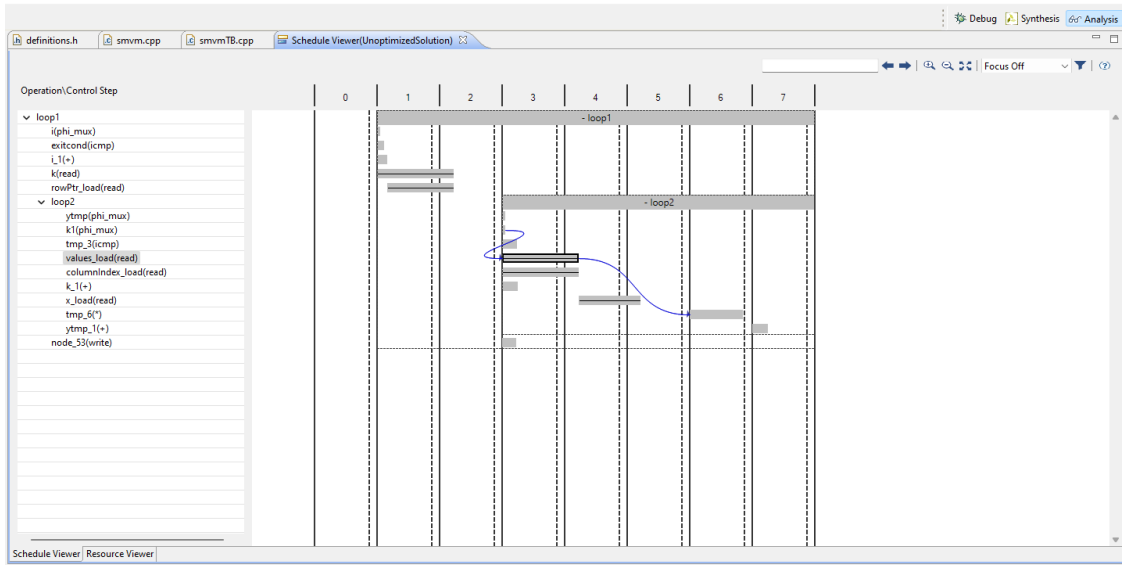 Debug Synthesis Analysis
definitions.h smvm.cpp smvmTB.cpp Schedule Viewer(UnoptimizedSolution)
Focus Off
Operation\Control Step 0 1 2 3 4 5 6 7
loop1 - loop1
i(phi_mux)
exitcond(icmp)
i_1(+)
k(read)
rowPtr_load(read)
loop2 - loop2
ytmp(phi_mux)
k1(phi_mux)
tmp_3(icmp)
values_load(read)
columnIndex_load(read)
k_1(+)
x_load(read)
tmp_6(*)
ytmp_1(+)
node_53(write)
Schedule Viewer Resource Viewer